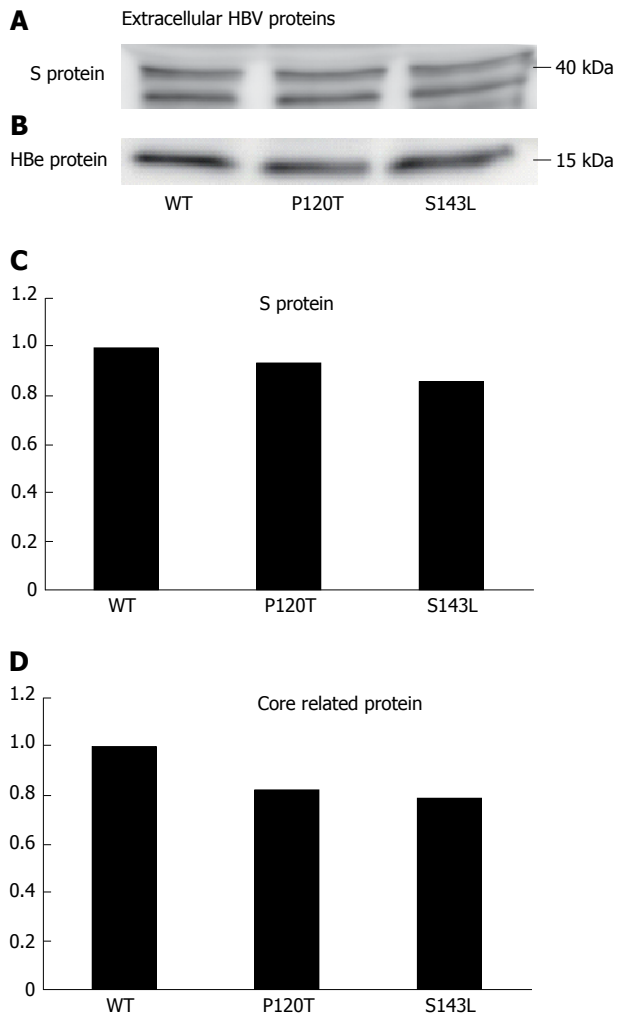 A Extracellular HBV proteins
S protein 40 kDa
B
HBe protein 15 kDa
WT P120T S143L
C
S protein
1.2
1.0
0.8
0.6
0.4
0.2
0
WT P120T S143L
D
Core related protein
1.2
1.0
0.8
0.6
0.4
0.2
0
WT P120T S143L